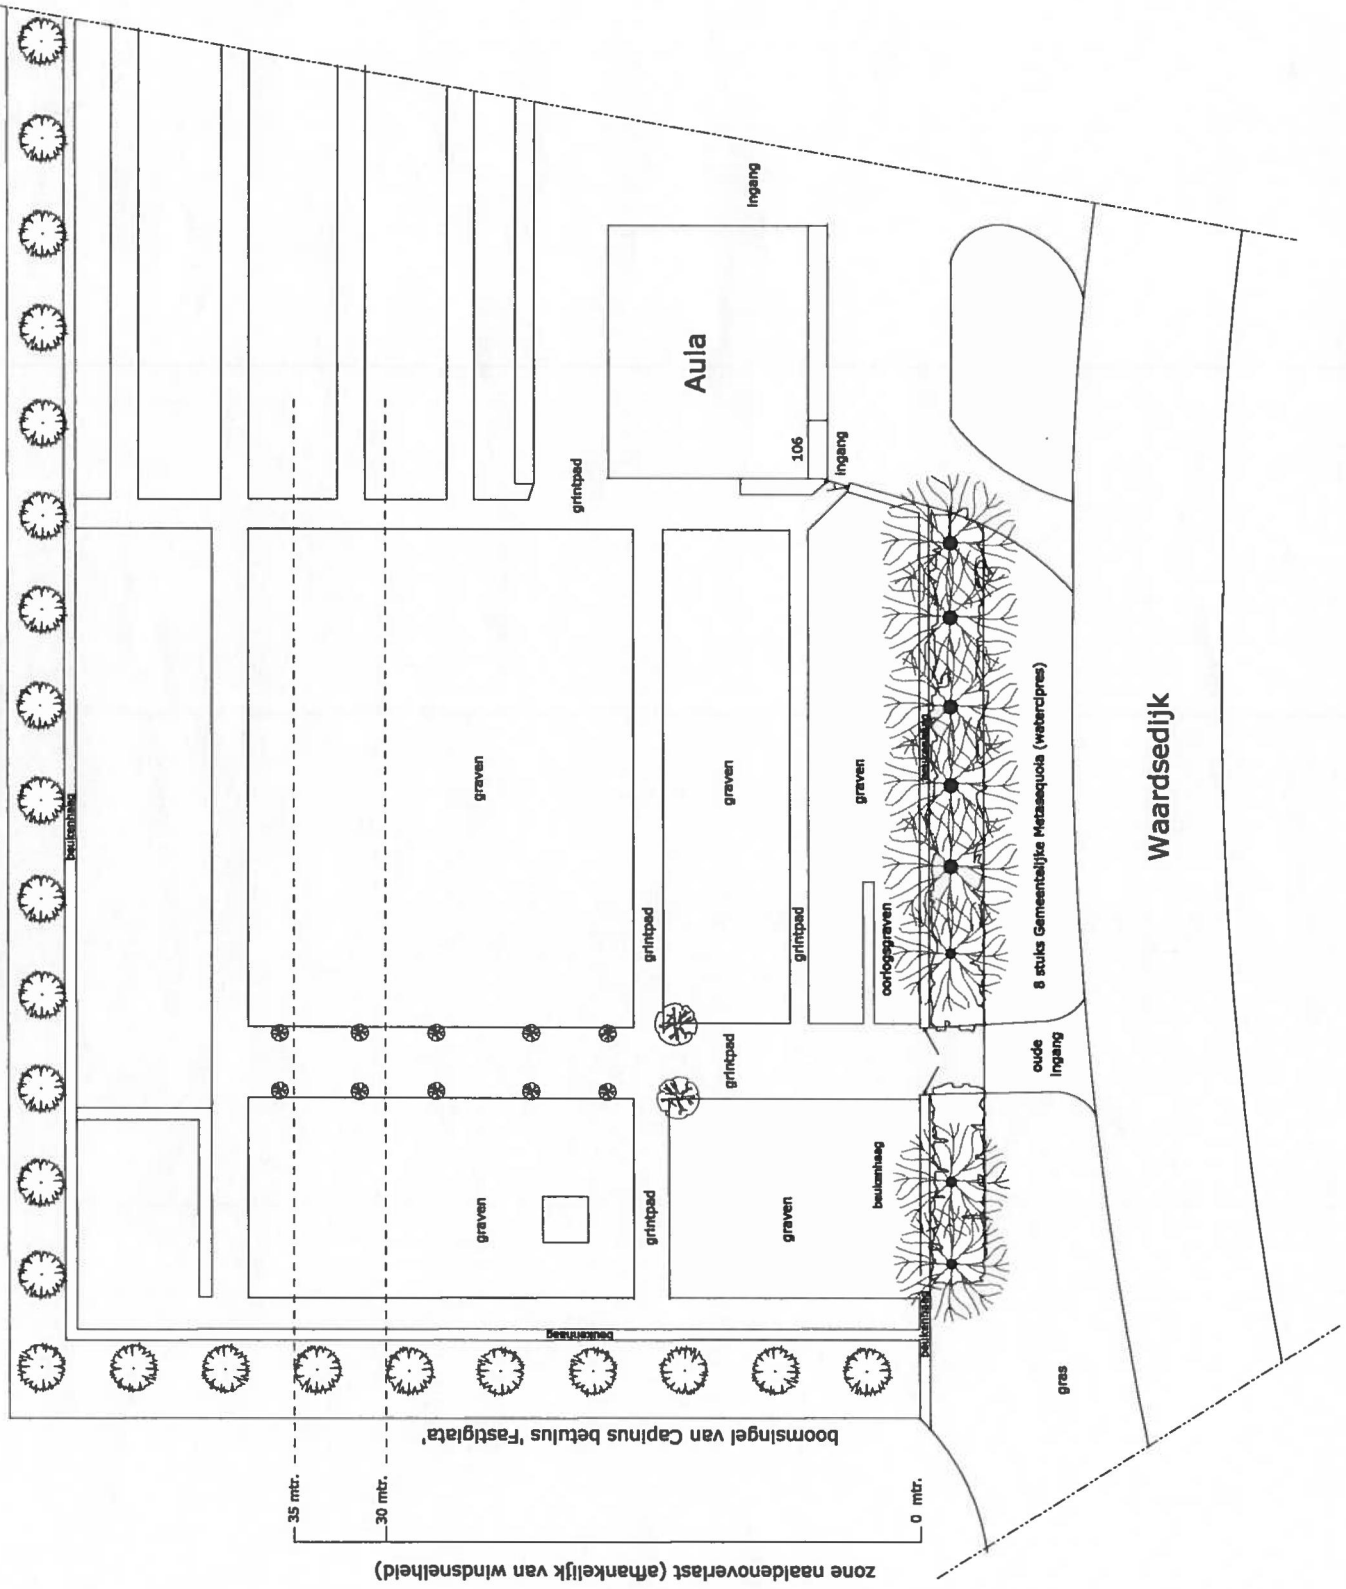 ingang
Aula
106
ingang
grintpad
beukenhaag
graven
graven
graven
beukenhaag
8 stuks Gemeentelijke Metasequoia (watercipres)
Waardsedijk
grintpad
grintpad
oorlogsgraven
grintpad
oude
ingang
graven
grintpad
graven
beukenhaag
beukenhaag
beukenhaag
gras
boomsingel van Capinus betulus 'Fastigiata'
35 mtr.
30 mtr.
0 mtr.
zone naaldenoverlast (afhankelijk van windsnelheid)